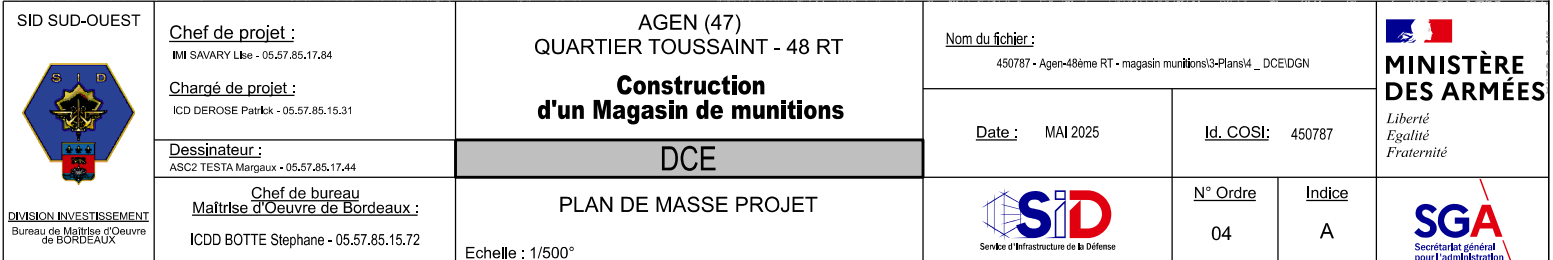 SID SUD-OUEST
S I D
DIVISION INVESTISSEMENT
Bureau de Maîtrise d'Oeuvre
de BORDEAUX
Chef de projet :
IMI SAVARY Lise - 05.57.85.17.84
Chargé de projet :
ICD DEROSE Patrick - 05.57.85.15.31
Dessinateur :
ASC2 TESTA Margaux - 05.57.85.17.44
Chef de bureau
Maîtrise d'Oeuvre de Bordeaux :
ICDD BOTTE Stephane - 05.57.85.15.72
AGEN (47)
QUARTIER TOUSSAINT - 48 RT
Construction
d'un Magasin de munitions
DCE
PLAN DE MASSE PROJET
Echelle : 1/500°
Nom du fichier :
450787 - Agen-48ème RT - magasin munitions\3-Plans\4 _ DCE\DGN
Date : MAI 2025
Id. COSI: 450787
SiD
Service d'Infrastructure de la Défense
N° Ordre
04
Indice
A
MINISTÈRE
DES ARMÉES
Liberté
Egalité
Fraternité
SGA
Secrétariat général
pour l'administration